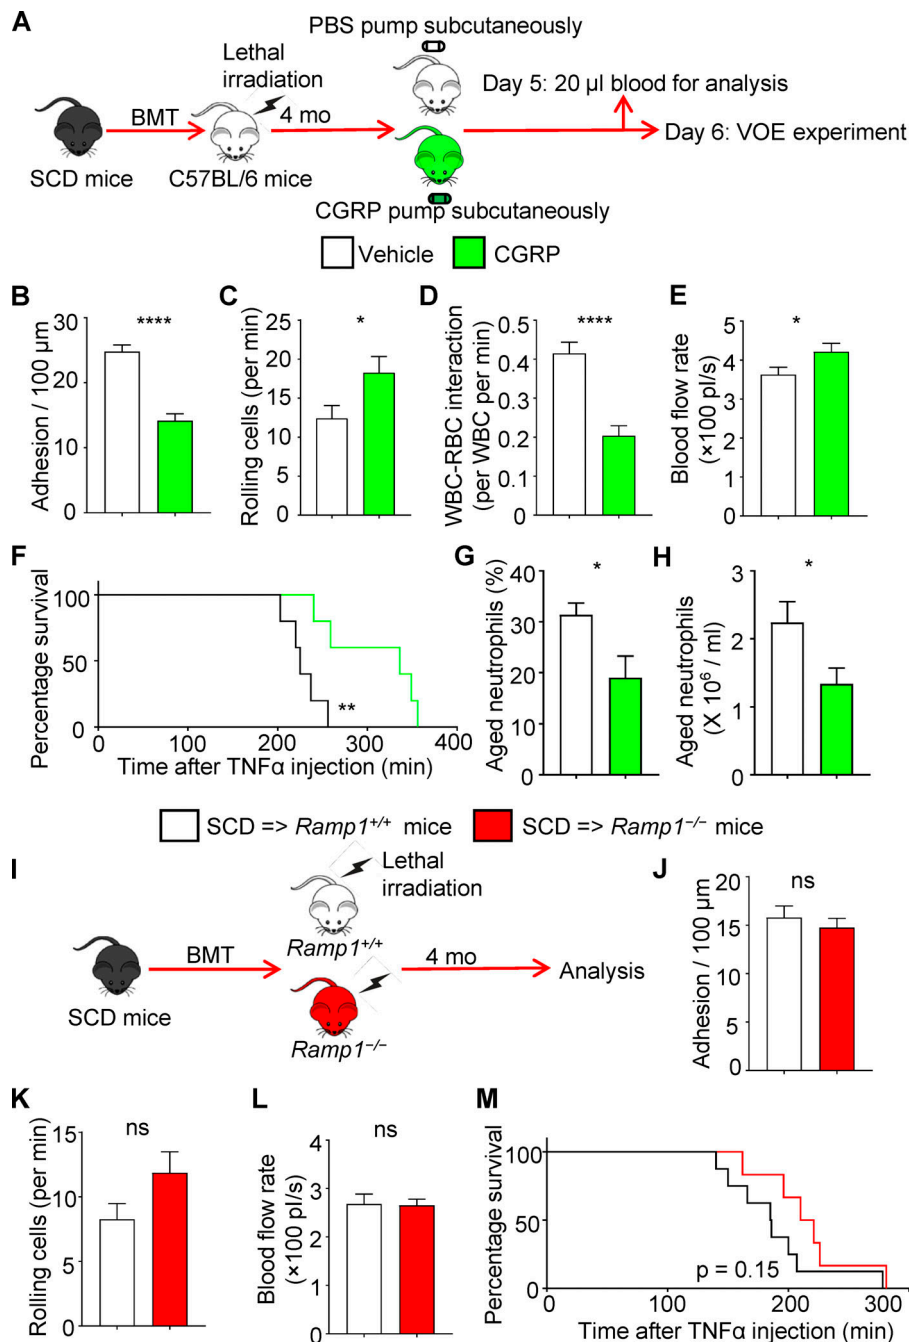 A
PBS pump subcutaneously
Lethal
irradiation
Day 5: 20 µl blood for analysis
BMT
4 mo
Day 6: VOE experiment
SCD mice
C57BL/6 mice
CGRP pump subcutaneously
Vehicle
CGRP
B
Adhesion / 100 µm
30
20
10
0
****
C
Rolling cells (per min)
25
20
15
10
5
0
*
D
WBC-RBC interaction
(per WBC per min)
0.5
0.4
0.3
0.2
0.1
0
****
E
Blood flow rate
(×100 pl/s)
5
4
3
2
1
0
*
F
Percentage survival
100
50
0
**
0
100
200
300
400
Time after TNFα injection (min)
G
Aged neutrophils (%)
40
30
20
10
0
*
H
Aged neutrophils
(X 10⁶ / ml)
3
2
1
0
*
SCD => Ramp1⁺/⁺ mice
SCD => Ramp1⁻/⁻ mice
I
Lethal
irradiation
BMT
Ramp1⁺/⁺
4 mo
Analysis
SCD mice
Ramp1⁻/⁻
J
Adhesion / 100 µm
20
15
10
5
0
ns
K
Rolling cells (per min)
15
10
5
0
ns
L
Blood flow rate
(×100 pl/s)
4
3
2
1
0
ns
M
Percentage survival
100
50
0
p = 0.15
0
100
200
300
Time after TNFα injection (min)